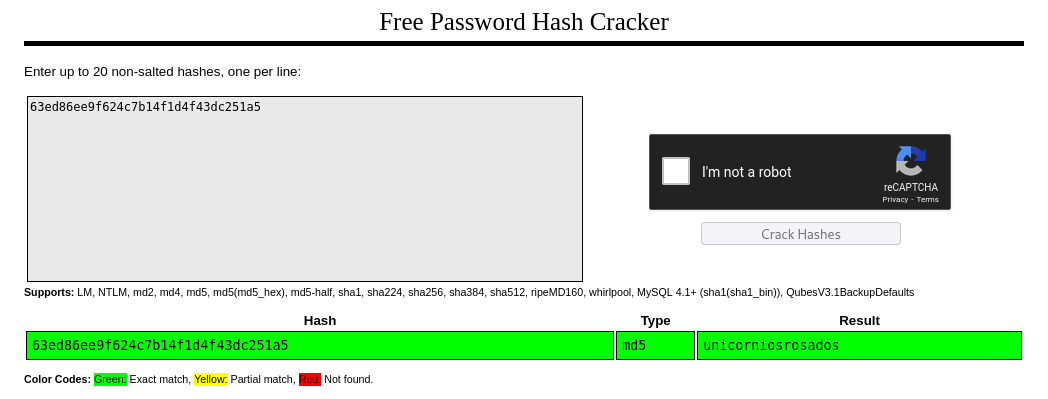 Free Password Hash Cracker
Enter up to 20 non-salted hashes, one per line:
63ed86ee9f624c7b14f1d4f43dc251a5
I'm not a robot
reCAPTCHA
Privacy - Terms
Crack Hashes
Supports: LM, NTLM, md2, md4, md5, md5(md5_hex), md5-half, sha1, sha224, sha256, sha384, sha512, ripeMD160, whirlpool, MySQL 4.1+ (sha1(sha1_bin)), QubesV3.1BackupDefaults
Hash Type Result
63ed86ee9f624c7b14f1d4f43dc251a5 md5 unicorniosrosados
Color Codes: Green: Exact match, Yellow: Partial match, Red: Not found.